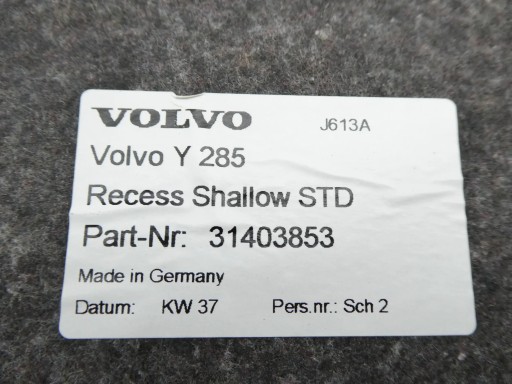 VOLVO J613A
Volvo Y 285
Recess Shallow STD
Part-Nr: 31403853
Made in Germany
Datum: KW 37 Pers.nr.: Sch 2